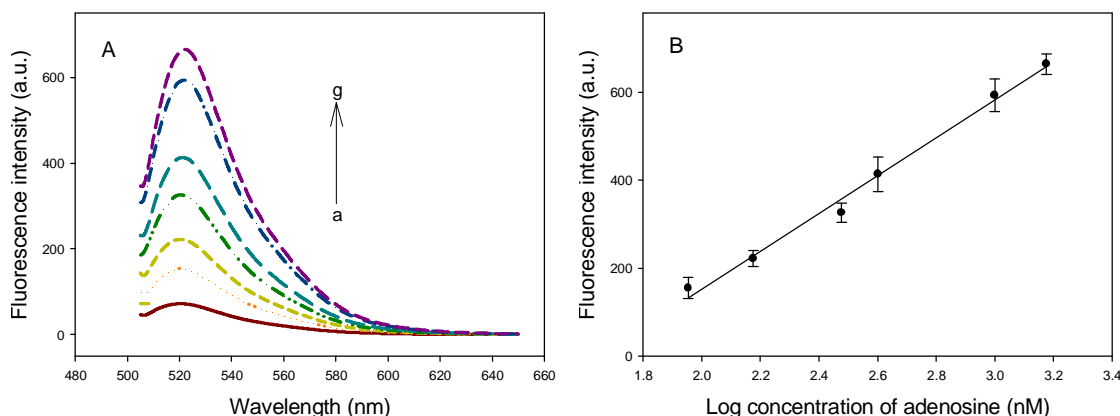 A
g
a
Fluorescence intensity (a.u.)
600
400
200
0
480 500 520 540 560 580 600 620 640 660
Wavelength (nm)
B
Fluorescence intensity (a.u.)
600
400
200
0
1.8 2.0 2.2 2.4 2.6 2.8 3.0 3.2 3.4
Log concentration of adenosine (nM)